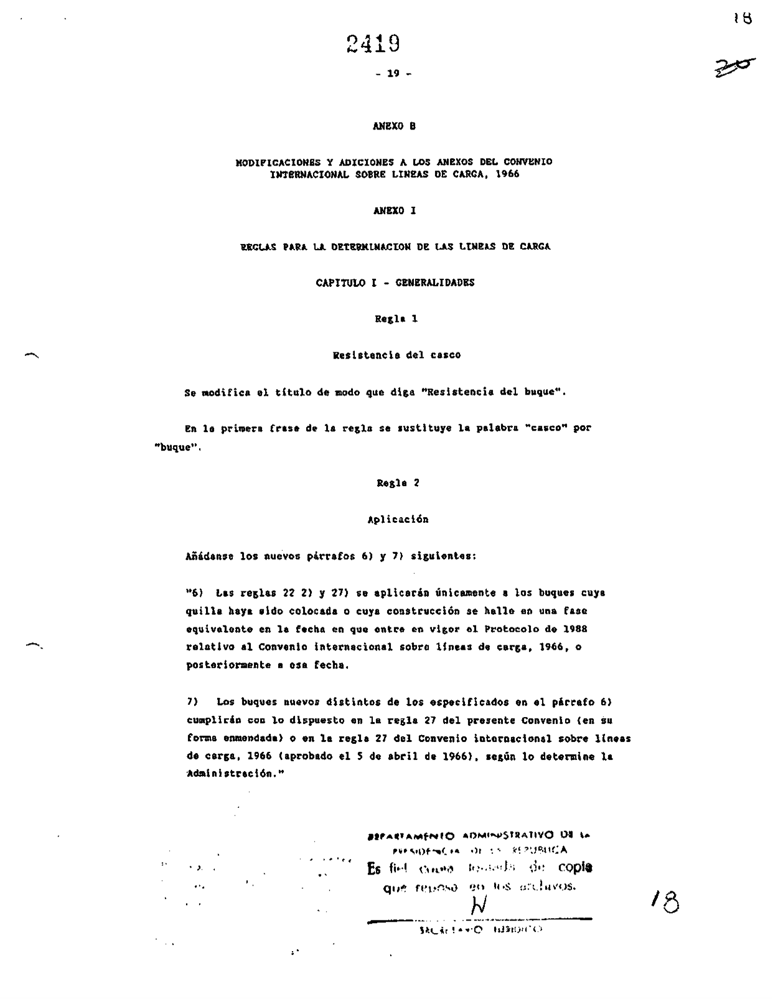 18
2419
20
- 19 -
ANEXO B
MODIFICACIONES Y ADICIONES A LOS ANEXOS DEL CONVENIO
INTERNACIONAL SOBRE LINEAS DE CARGA, 1966
ANEXO I
REGLAS PARA LA DETERMINACION DE LAS LINEAS DE CARGA
CAPITULO I - GENERALIDADES
Regla 1
Resistencia del casco
Se modifica el título de modo que diga "Resistencia del buque".
En la primera frase de la regla se sustituye la palabra "casco" por
"buque".
Regla 2
Aplicación
Añádanse los nuevos párrafos 6) y 7) siguientes:
"6) Las reglas 22 2) y 27) se aplicarán únicamente a los buques cuya
quilla haya sido colocada o cuya construcción se halle en una fase
equivalente en la fecha en que entre en vigor el Protocolo de 1988
relativo al Convenio internacional sobre líneas de carga, 1966, o
posteriormente a esa fecha.
7) Los buques nuevos distintos de los especificados en el párrafo 6)
cumplirán con lo dispuesto en la regla 27 del presente Convenio (en su
forma enmendada) o en la regla 27 del Convenio internacional sobre líneas
de carga, 1966 (aprobado el 5 de abril de 1966), según lo determine la
Administración."
DEPARTAMENTO ADMINISTRATIVO DE LA
PRESIDENCIA DE LA REPUBLICA
Es fiel copia tomada de copia
que reposa en los archivos.
18
SECRETARIO JURIDICO